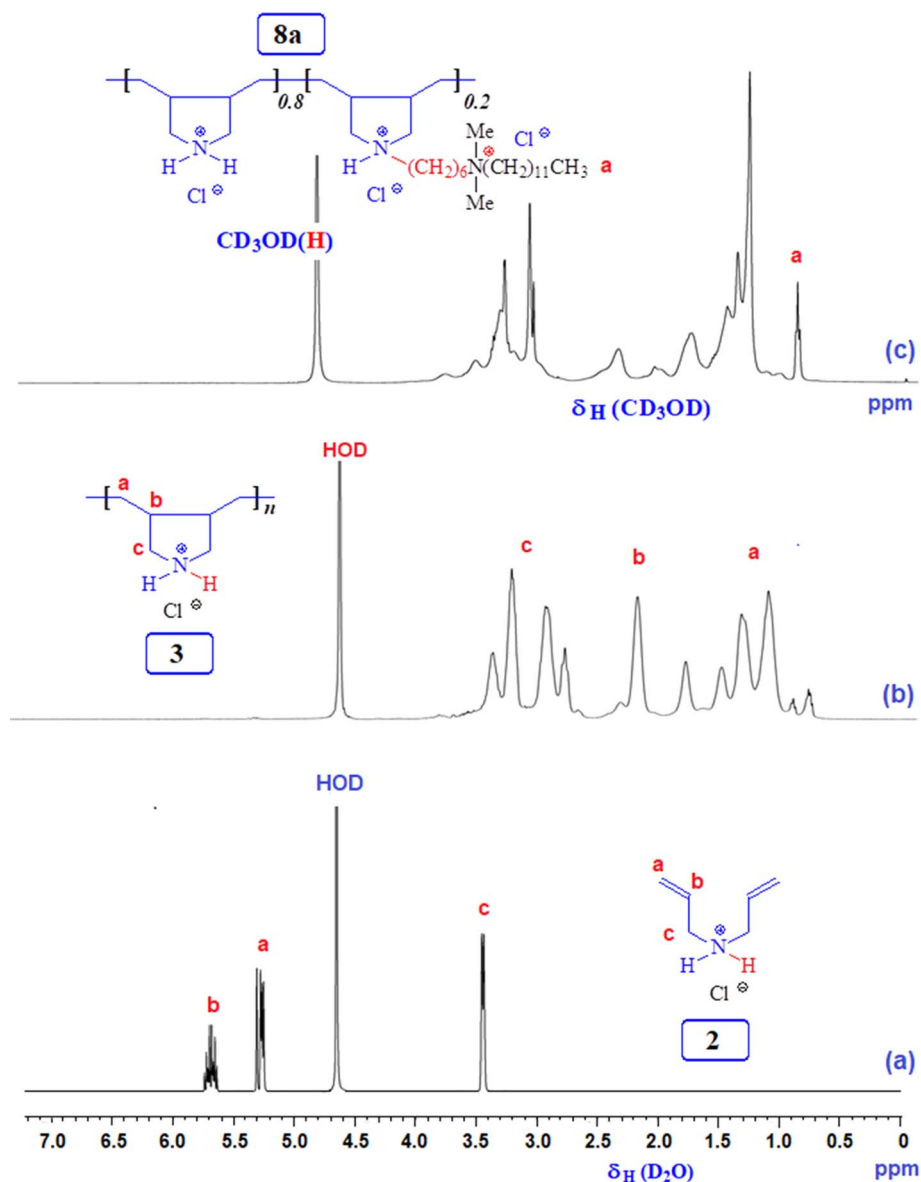 8a
[ ]0.8 [ ]0.2
Me
⊕ ⊕ Cl ⊖
H N H H N (CH2)6N(CH2)11CH3
Cl ⊖ Cl ⊖ Me a
CD3OD(H)
a
(c)
δH (CD3OD) ppm
HOD
a
b
[ ]n
c
⊕
H N H
Cl ⊖
3
c b a
(b)
HOD
a
b
c
⊕
H N H
Cl ⊖
2
b a c
(a)
7.0 6.5 6.0 5.5 5.0 4.5 4.0 3.5 3.0 2.5 2.0 1.5 1.0 0.5 0
δH (D2O) ppm